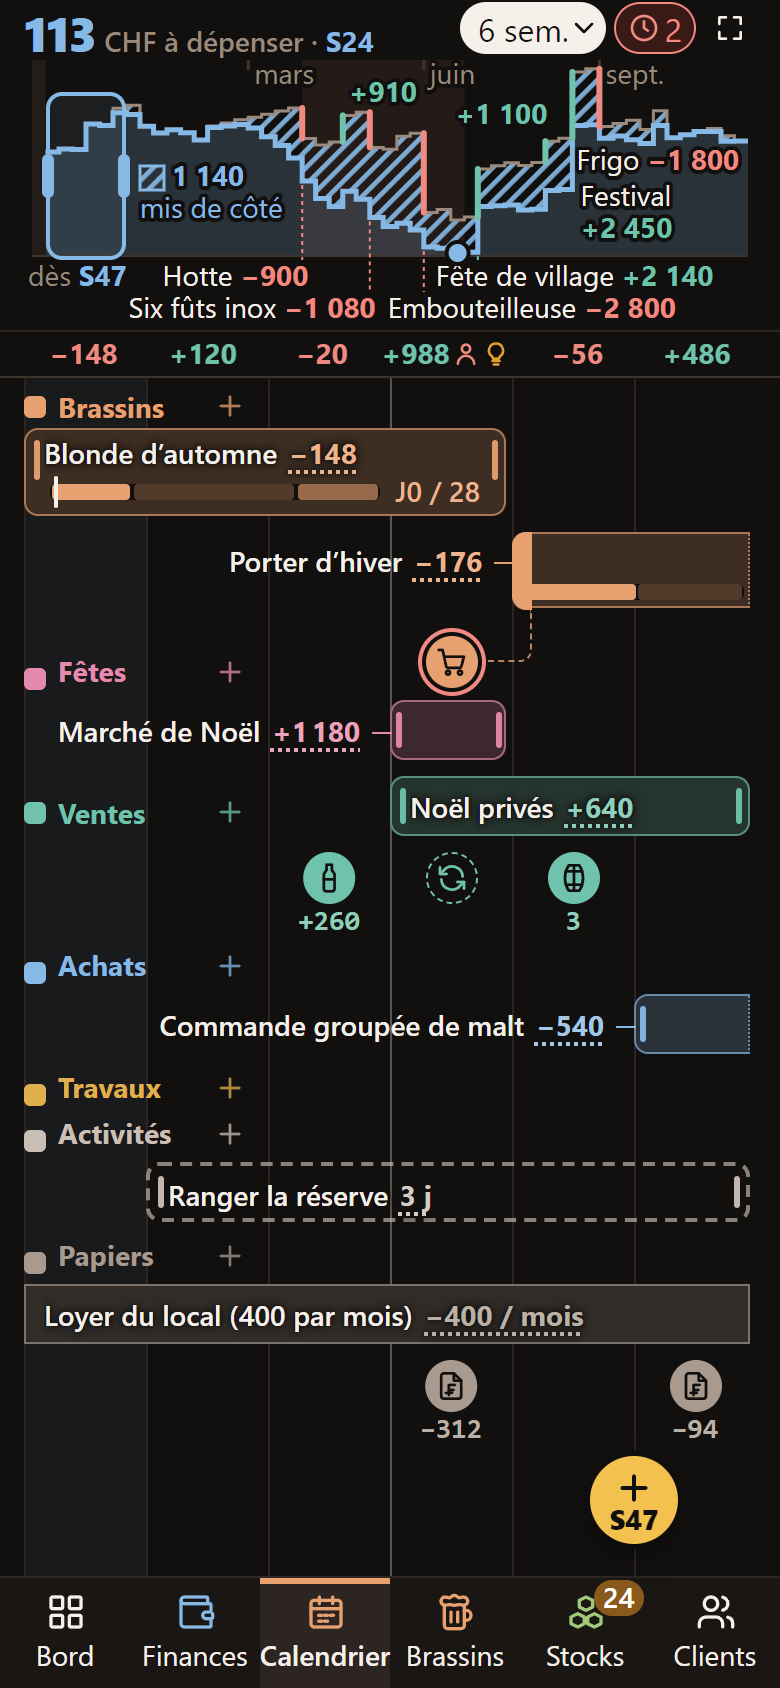 113 CHF à dépenser · S24
6 sem.
2
mars
juin
sept.
+910
+1 100
1 140
mis de côté
Frigo −1 800
Festival
+2 450
dès S47
Hotte −900
Fête de village +2 140
Six fûts inox −1 080
Embouteilleuse −2 800
−148
+120
−20
+988
−56
+486
Brassins
Blonde d’automne −148
J0 / 28
Porter d’hiver −176
Fêtes
Marché de Noël +1 180
Noël privés +640
Ventes
+260
3
Achats
Commande groupée de malt −540
Travaux
Activités
Ranger la réserve 3 j
Papiers
Loyer du local (400 par mois) −400 / mois
−312
−94
S47
24
Bord
Finances
Calendrier
Brassins
Stocks
Clients